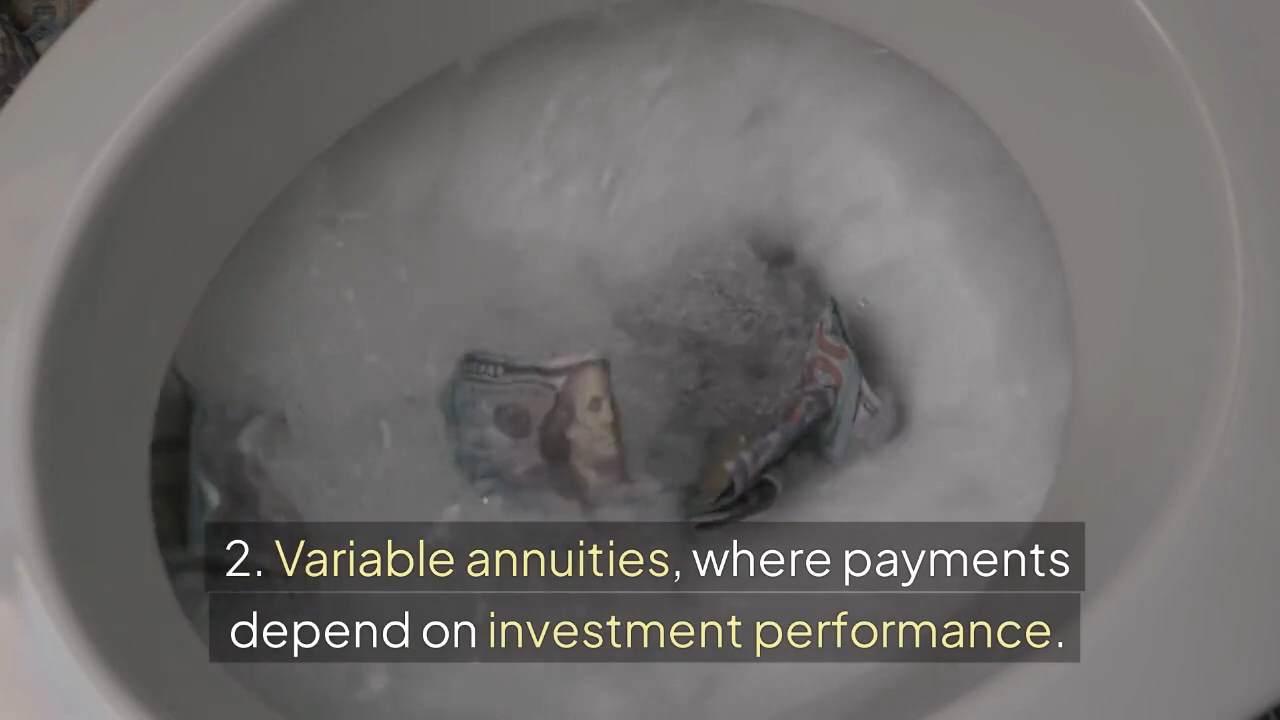 2. Variable annuities, where payments
depend on investment performance.